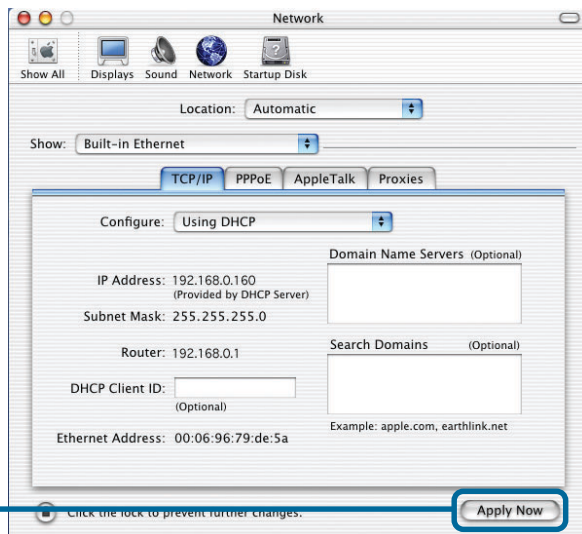 Network
Show All Displays Sound Network Startup Disk
Location: Automatic
Show: Built-in Ethernet
TCP/IP PPPoE AppleTalk Proxies
Configure: Using DHCP
Domain Name Servers (Optional)
IP Address: 192.168.0.160
(Provided by DHCP Server)
Subnet Mask: 255.255.255.0
Search Domains (Optional)
Router: 192.168.0.1
DHCP Client ID:
(Optional)
Example: apple.com, earthlink.net
Ethernet Address: 00:06:96:79:de:5a
Click the lock to prevent further changes.
Apply Now